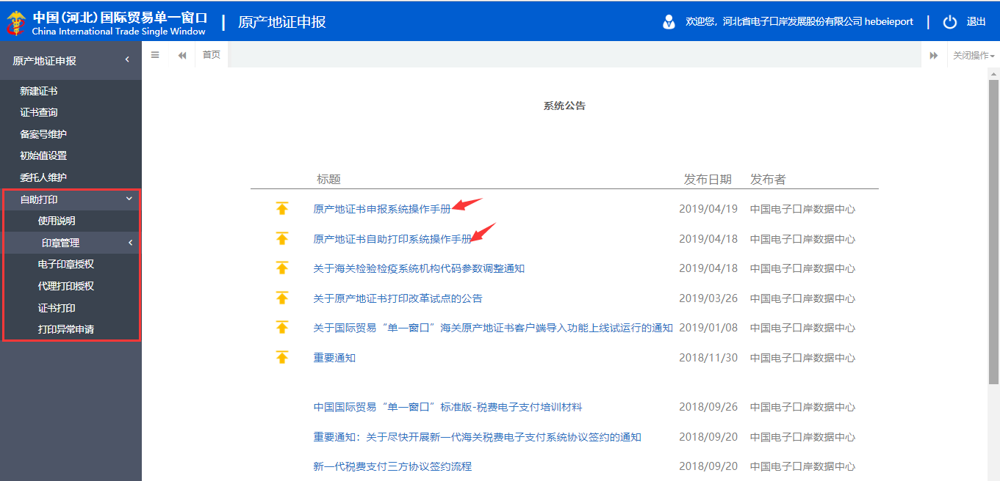 中国(河北)国际贸易单一窗口
China International Trade Single Window
原产地证申报
欢迎您，河北省电子口岸发展股份有限公司 hebeieport
退出
原产地证申报
首页
关闭操作
新建证书
证书查询
备案号维护
初始值设置
委托人维护
自助打印
使用说明
印章管理
电子印章授权
代理打印授权
证书打印
打印异常申请
系统公告
标题 发布日期 发布者
原产地证书申报系统操作手册 2019/04/19 中国电子口岸数据中心
原产地证书自助打印系统操作手册 2019/04/18 中国电子口岸数据中心
关于海关检验检疫系统机构代码参数调整通知 2019/04/18 中国电子口岸数据中心
关于原产地证书打印改革试点的公告 2019/03/26 中国电子口岸数据中心
关于国际贸易“单一窗口”海关原产地证书客户端导入功能上线试运行的通知 2019/01/08 中国电子口岸数据中心
重要通知 2018/11/30 中国电子口岸数据中心
中国国际贸易“单一窗口”标准版-税费电子支付培训材料 2018/09/26 中国电子口岸数据中心
重要通知：关于尽快开展新一代海关税费电子支付系统协议签约的通知 2018/09/20 中国电子口岸数据中心
新一代税费支付三方协议签约流程 2018/09/20 中国电子口岸数据中心